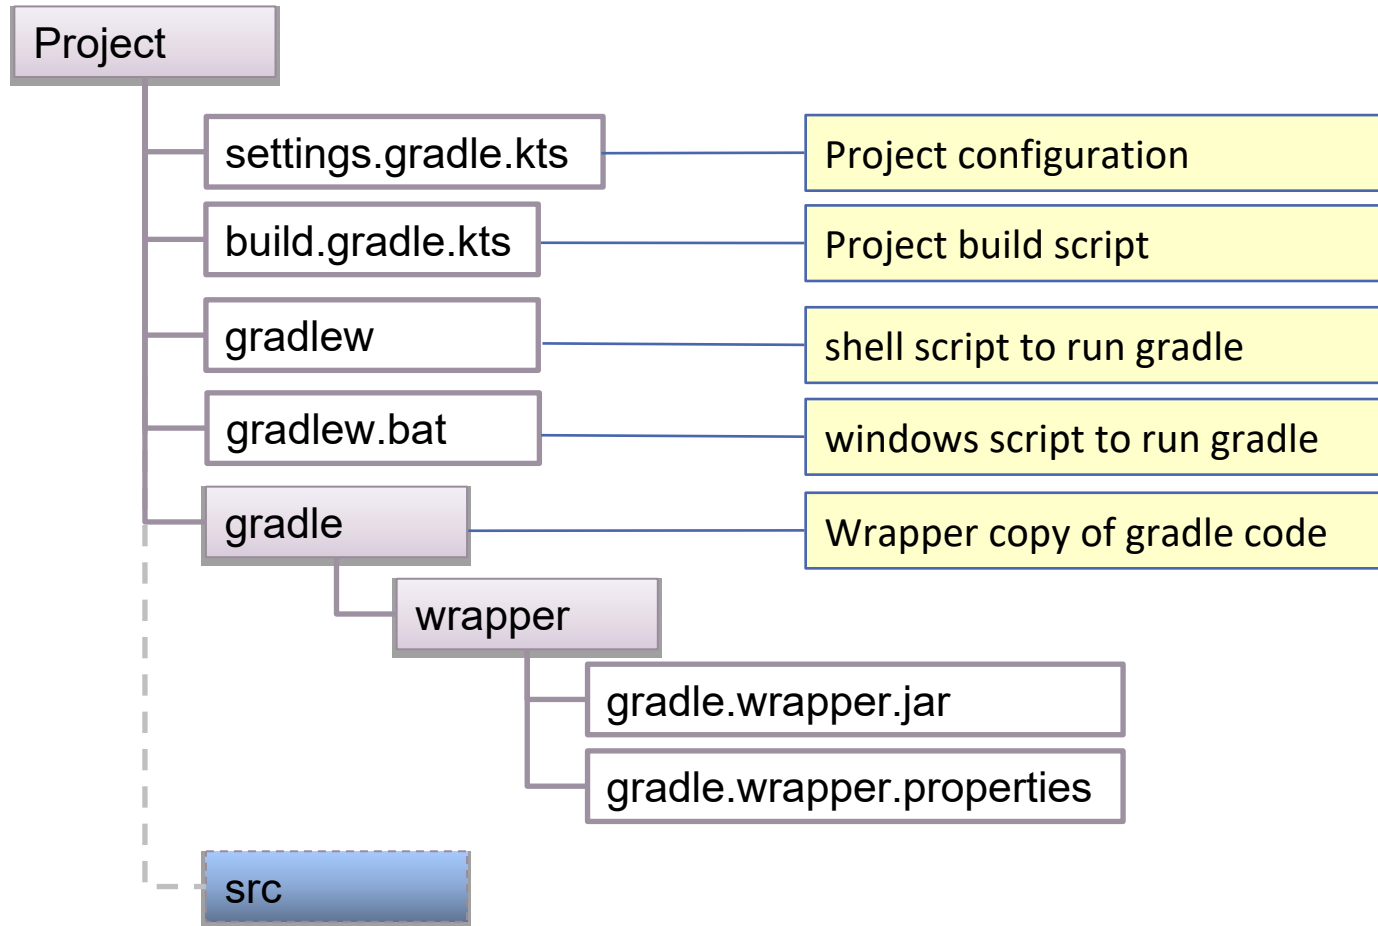 Project
settings.gradle.kts
Project configuration
build.gradle.kts
Project build script
gradlew
shell script to run gradle
gradlew.bat
windows script to run gradle
gradle
Wrapper copy of gradle code
wrapper
gradle.wrapper.jar
gradle.wrapper.properties
src